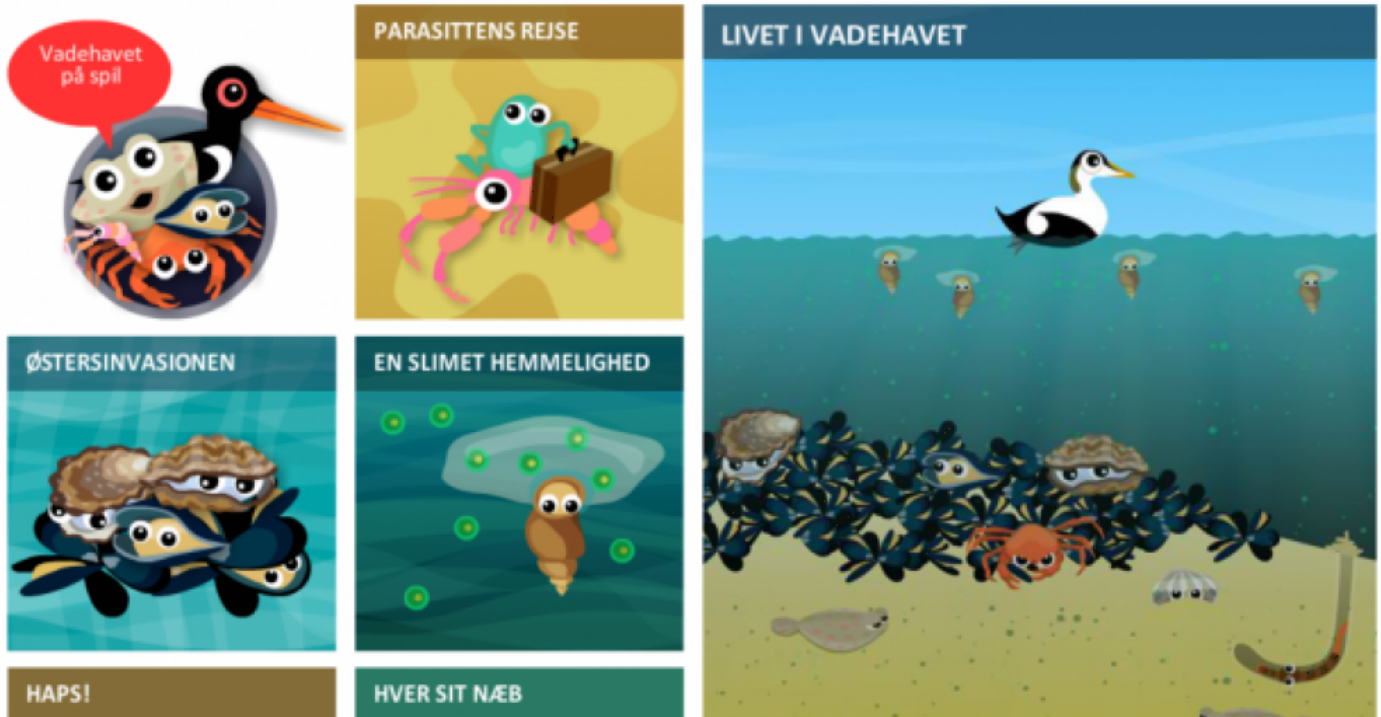 Vadehavet
på spil
PARASITTENS REJSE
LIVET I VADEHAVET
ØSTERSINVASIONEN
EN SLIMET HEMMELIGHED
HAPS!
HVER SIT NÆB